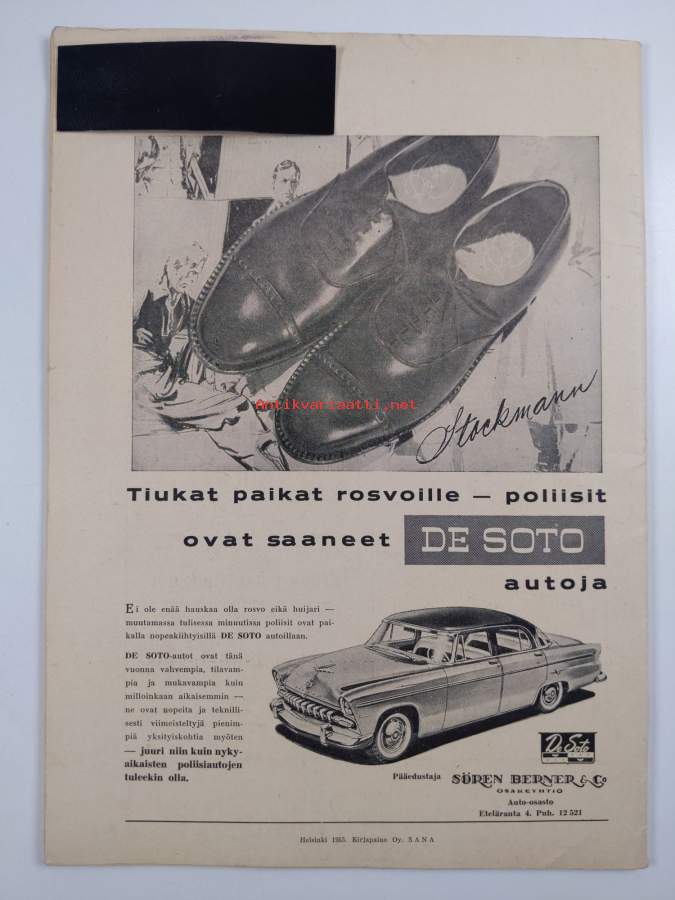 Antikvariaatti.net
Stockmann
Tiukat paikat rosvoille — poliisit
ovat saaneet DE SOTO
autoja
Ei ole enää hauskaa olla rosvo eikä huijari —
muutamassa tulisessa minuutissa poliisit ovat pai-
kalla nopeakiihtyisillä DE SOTO autoillaan.
DE SOTO-autot ovat tänä
vuonna vahvempia, tilavam-
pia ja mukavampia kuin
milloinkaan aikaisemmin —
ne ovat nopeita ja teknilli-
sesti viimeisteltyjä pienim-
piä yksityiskohtia myöten
— juuri niin kuin nyky-
aikaisten poliisiautojen
tuleekin olla.
De Soto
Pääedustaja SÖREN BERNER & Co
OSAKEYHTIÖ
Auto-osasto
Eteläranta 4. Puh. 12 521
Helsinki 1955. Kirjapaino Oy. SANA